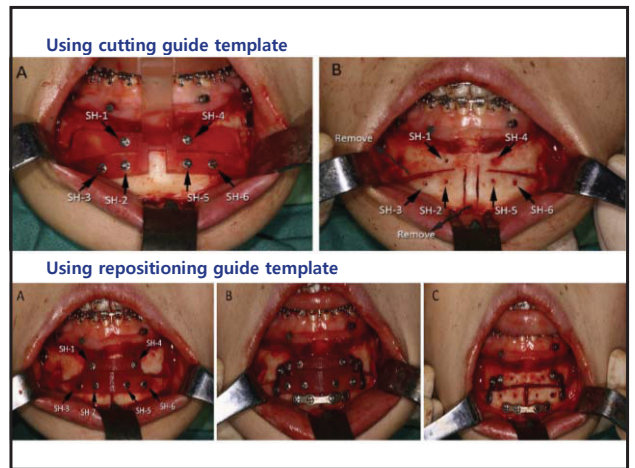 Using cutting guide template
A
SH-1
SH-4
SH-3
SH-2
SH-5
SH-6
B
Remove
SH-1
SH-4
SH-3
SH-2
SH-5
SH-6
Remove
Using repositioning guide template
A
SH-1
SH-4
SH-3
SH-2
SH-5
SH-6
B
C